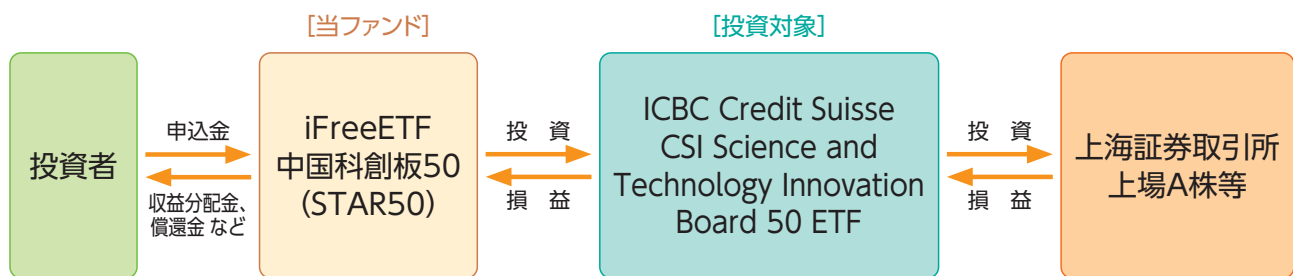 [当ファンド]
[投資対象]
投資者
申込金
収益分配金、
償還金 など
iFreeETF
中国科創板50
(STAR50)
投 資
損 益
ICBC Credit Suisse
CSI Science and
Technology Innovation
Board 50 ETF
投 資
損 益
上海証券取引所
上場A株等